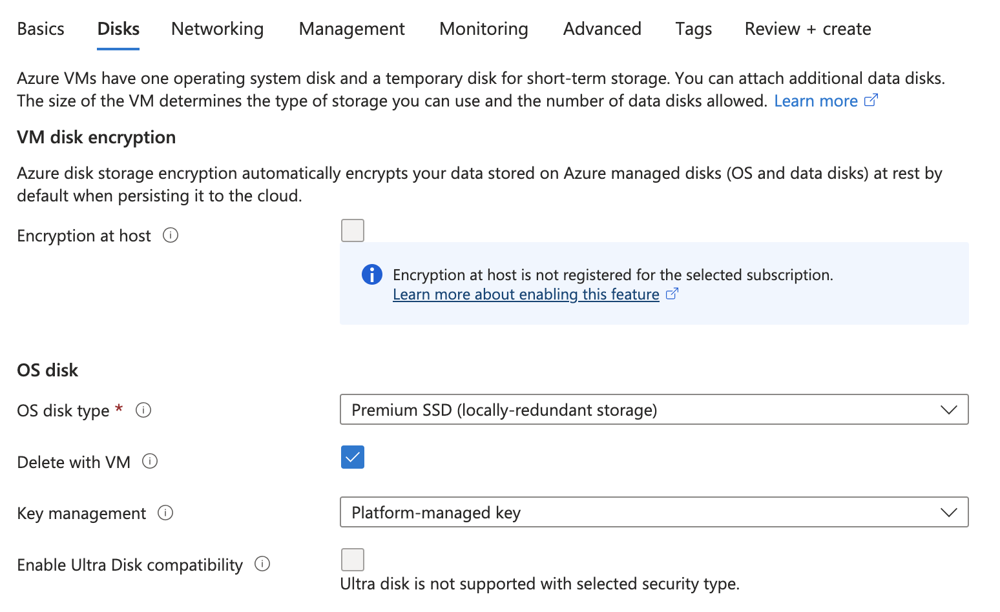 Basics Disks Networking Management Monitoring Advanced Tags Review + create
Azure VMs have one operating system disk and a temporary disk for short-term storage. You can attach additional data disks.
The size of the VM determines the type of storage you can use and the number of data disks allowed. Learn more
VM disk encryption
Azure disk storage encryption automatically encrypts your data stored on Azure managed disks (OS and data disks) at rest by
default when persisting it to the cloud.
Encryption at host
Encryption at host is not registered for the selected subscription.
Learn more about enabling this feature
OS disk
OS disk type *
Premium SSD (locally-redundant storage)
Delete with VM
Key management
Platform-managed key
Enable Ultra Disk compatibility
Ultra disk is not supported with selected security type.